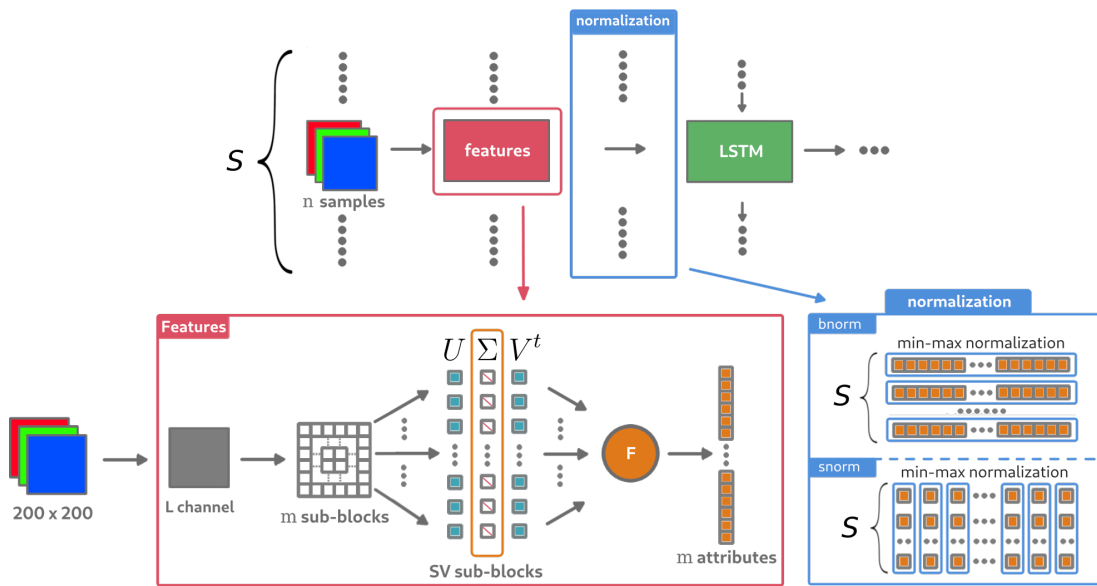 normalization
S
n samples
features
LSTM
Features
U Σ V^t
200 x 200
L channel
m sub-blocks
F
SV sub-blocks
m attributes
normalization
bnorm
min-max normalization
S
snorm
min-max normalization
S